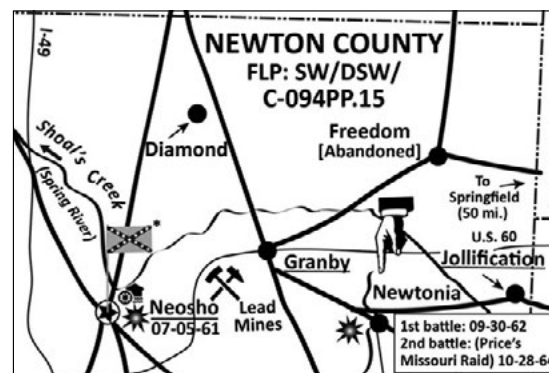 I-49
NEWTON COUNTY
FLP: SW/DSW/
C-094PP.15
Shoal's Creek
(Spring River)
Diamond
Freedom
[Abandoned]
To
Springfield
(50 mi.)
U.S. 60
Jollification
Granby
*
Neosho
07-05-61
Lead
Mines
Newtonia
1st battle: 09-30-62
2nd battle: (Price's
Missouri Raid) 10-28-64